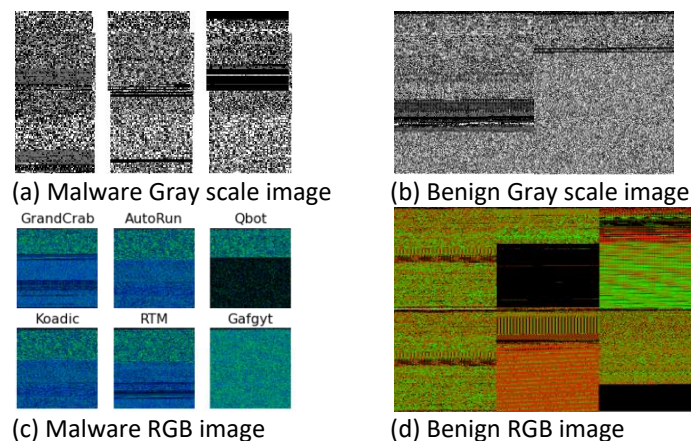 (a) Malware Gray scale image
(b) Benign Gray scale image
GrandCrab AutoRun Qbot
Koadic RTM Gafgyt
(c) Malware RGB image
(d) Benign RGB image